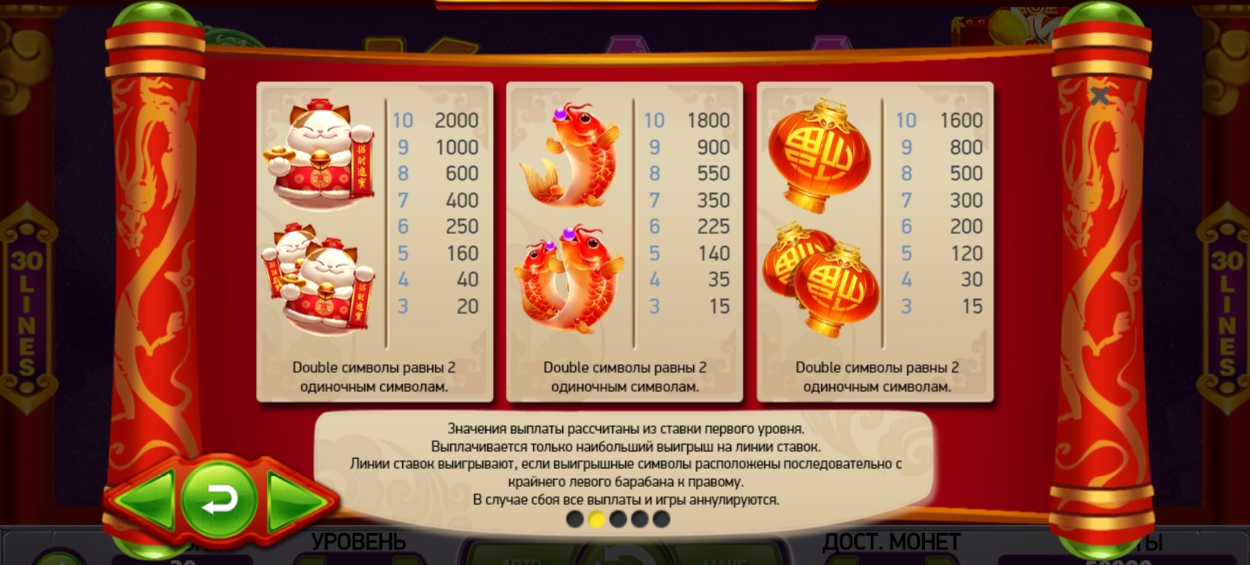 10 2000
9 1000
8 600
7 400
6 250
5 160
4 40
3 20
Double символы равны 2
одиночным символам.
10 1800
9 900
8 550
7 350
6 225
5 140
4 35
3 15
Double символы равны 2
одиночным символам.
10 1600
9 800
8 500
7 300
6 200
5 120
4 30
3 15
Double символы равны 2
одиночным символам.
30
LINES
30
LINES
Значения выплаты рассчитаны из ставки первого уровня.
Выплачивается только наибольший выигрыш на линии ставок.
Линии ставок выигрывают, если выигрышные символы расположены последовательно с
крайнего левого барабана к правому.
В случае сбоя все выплаты и игры аннулируются.
УРОВЕНЬ
ДОСТ. МОНЕТ